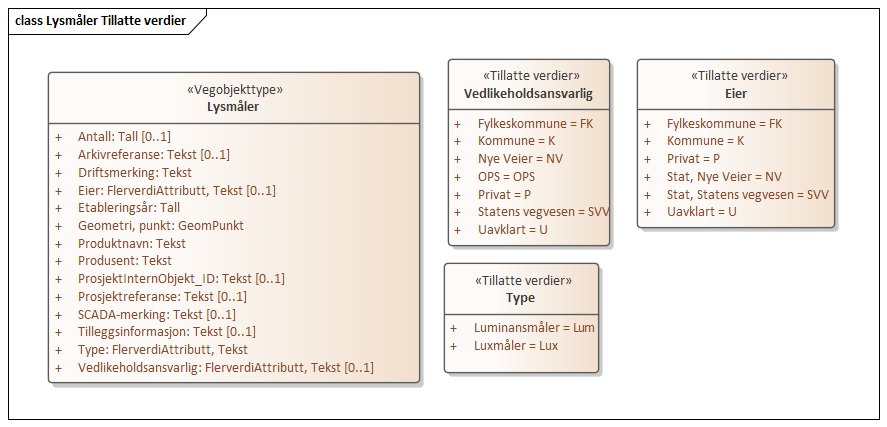 class Lysmåler Tillatte verdier
«Vegobjekttype»
Lysmåler
+ Antall: Tall [0..1]
+ Arkivreferanse: Tekst [0..1]
+ Driftsmerking: Tekst
+ Eier: FlerverdiAttributt, Tekst [0..1]
+ Etableringsår: Tall
+ Geometri, punkt: GeomPunkt
+ Produktnavn: Tekst
+ Produsent: Tekst
+ ProsjektInternObjekt_ID: Tekst [0..1]
+ Prosjektreferanse: Tekst [0..1]
+ SCADA-merking: Tekst [0..1]
+ Tilleggsinformasjon: Tekst [0..1]
+ Type: FlerverdiAttributt, Tekst
+ Vedlikeholdsansvarlig: FlerverdiAttributt, Tekst [0..1]
«Tillatte verdier»
Vedlikeholdsansvarlig
+ Fylkeskommune = FK
+ Kommune = K
+ Nye Veier = NV
+ OPS = OPS
+ Privat = P
+ Statens vegvesen = SVV
+ Uavklart = U
«Tillatte verdier»
Eier
+ Fylkeskommune = FK
+ Kommune = K
+ Privat = P
+ Stat, Nye Veier = NV
+ Stat, Statens vegvesen = SVV
+ Uavklart = U
«Tillatte verdier»
Type
+ Luminansmåler = Lum
+ Luxmåler = Lux